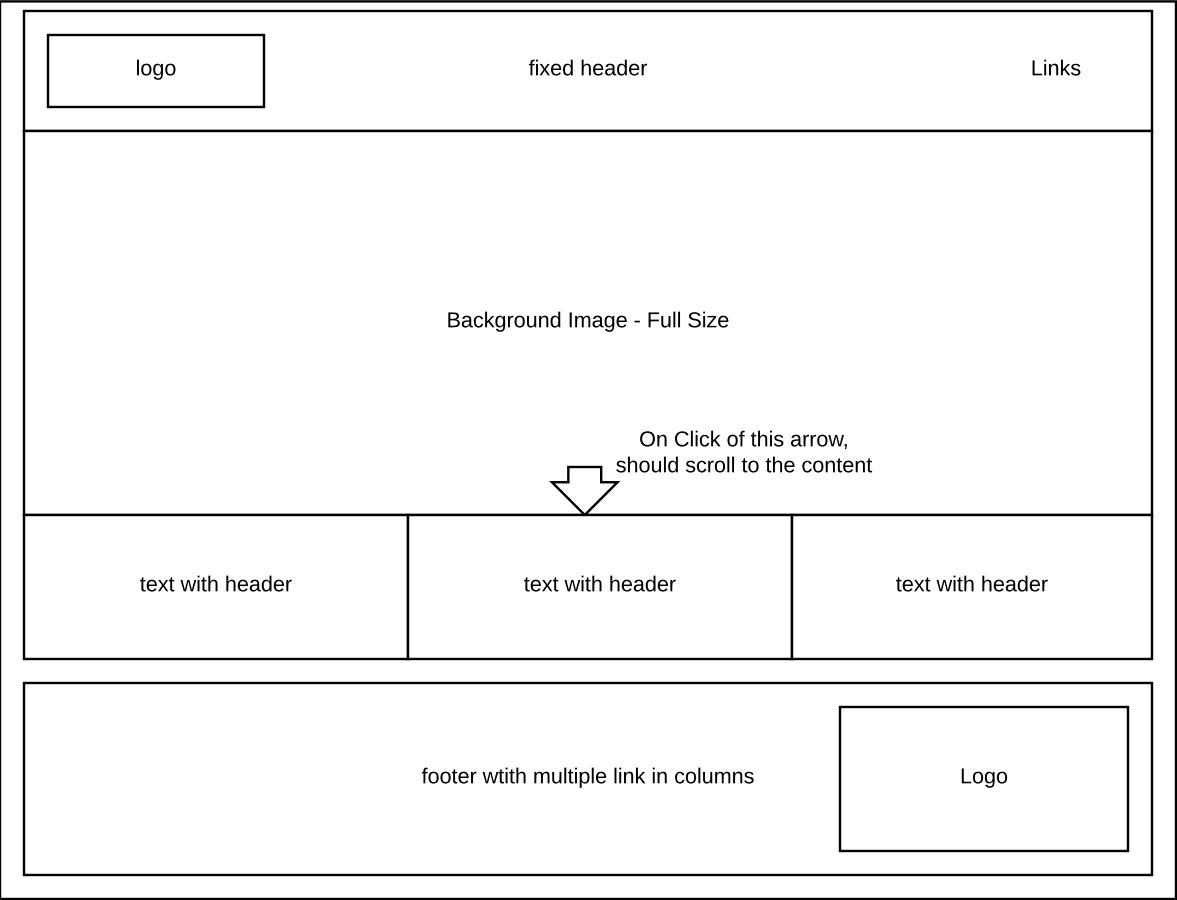 logo
fixed header
Links
Background Image - Full Size
On Click of this arrow,
should scroll to the content
text with header
text with header
text with header
footer wtith multiple link in columns
Logo